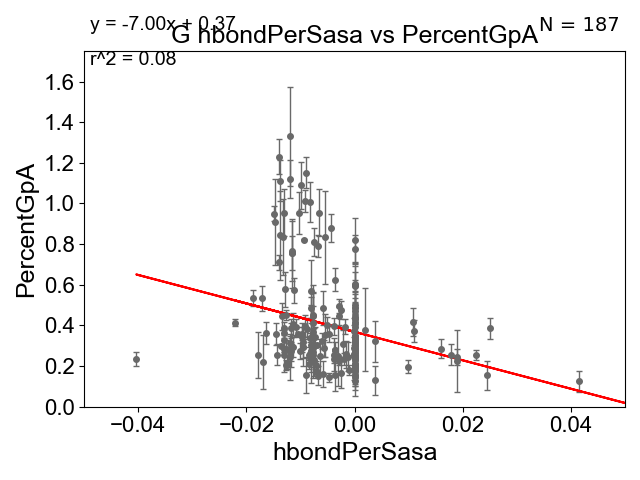 y = -7.00x + 0.37
N = 187
G hbondPerSasa vs PercentGpA
r^2 = 0.08
PercentGpA
1.6
1.4
1.2
1.0
0.8
0.6
0.4
0.2
0.0
−0.04 −0.02 0.00 0.02 0.04
hbondPerSasa